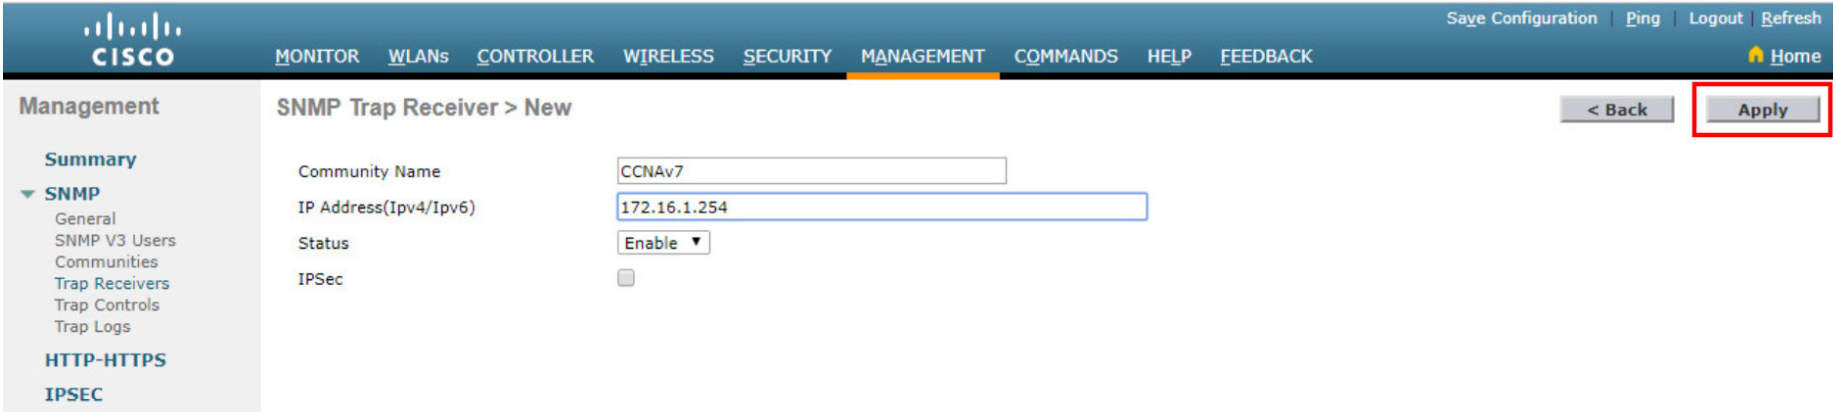 Save Configuration | Ping | Logout | Refresh
CISCO
MONITOR WLANs CONTROLLER WIRELESS SECURITY MANAGEMENT COMMANDS HELP FEEDBACK Home
Management
SNMP Trap Receiver > New
< Back Apply
Summary
SNMP
General
SNMP V3 Users
Communities
Trap Receivers
Trap Controls
Trap Logs
HTTP-HTTPS
IPSEC
Community Name CCNAv7
IP Address(Ipv4/Ipv6) 172.16.1.254
Status Enable
IPSec